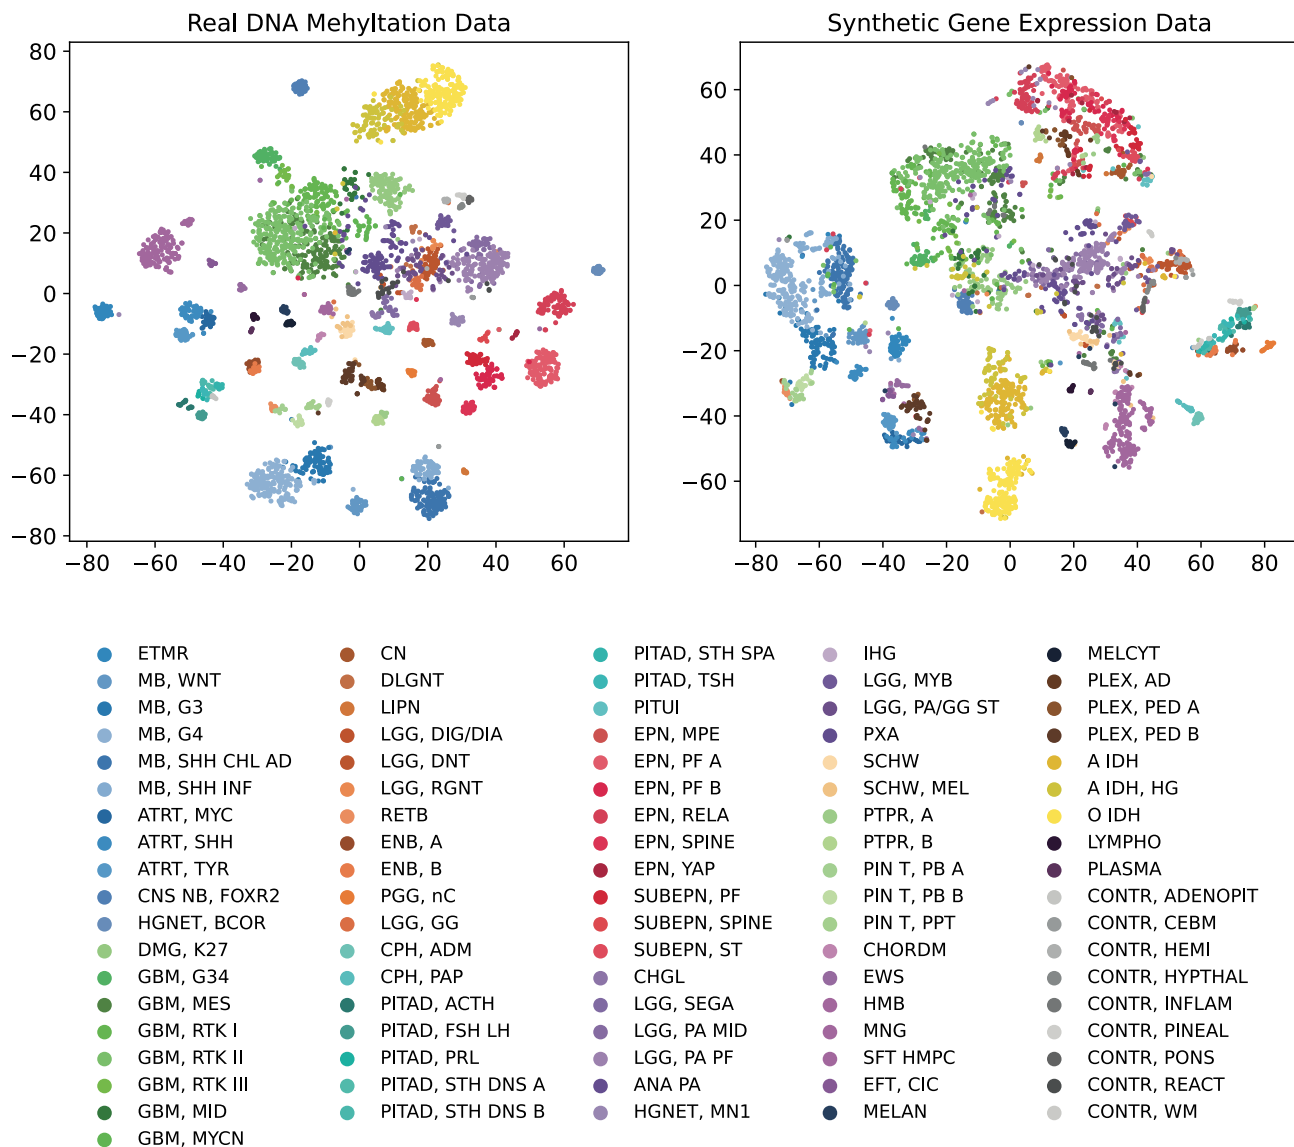 Real DNA Mehyltation Data
Synthetic Gene Expression Data
80
60
40
20
0
−20
−40
−60
−80
−80 −60 −40 −20 0 20 40 60
60
40
20
0
−20
−40
−60
−80 −60 −40 −20 0 20 40 60 80
ETMR
MB, WNT
MB, G3
MB, G4
MB, SHH CHL AD
MB, SHH INF
ATRT, MYC
ATRT, SHH
ATRT, TYR
CNS NB, FOXR2
HGNET, BCOR
DMG, K27
GBM, G34
GBM, MES
GBM, RTK I
GBM, RTK II
GBM, RTK III
GBM, MID
GBM, MYCN
CN
DLGNT
LIPN
LGG, DIG/DIA
LGG, DNT
LGG, RGNT
RETB
ENB, A
ENB, B
PGG, nC
LGG, GG
CPH, ADM
CPH, PAP
PITAD, ACTH
PITAD, FSH LH
PITAD, PRL
PITAD, STH DNS A
PITAD, STH DNS B
PITAD, STH SPA
PITAD, TSH
PITUI
EPN, MPE
EPN, PF A
EPN, PF B
EPN, RELA
EPN, SPINE
EPN, YAP
SUBEPN, PF
SUBEPN, SPINE
SUBEPN, ST
CHGL
LGG, SEGA
LGG, PA MID
LGG, PA PF
ANA PA
HGNET, MN1
IHG
LGG, MYB
LGG, PA/GG ST
PXA
SCHW
SCHW, MEL
PTPR, A
PTPR, B
PIN T, PB A
PIN T, PB B
PIN T, PPT
CHORDM
EWS
HMB
MNG
SFT HMPC
EFT, CIC
MELAN
MELCYT
PLEX, AD
PLEX, PED A
PLEX, PED B
A IDH
A IDH, HG
O IDH
LYMPHO
PLASMA
CONTR, ADENOPIT
CONTR, CEBM
CONTR, HEMI
CONTR, HYPTHAL
CONTR, INFLAM
CONTR, PINEAL
CONTR, PONS
CONTR, REACT
CONTR, WM